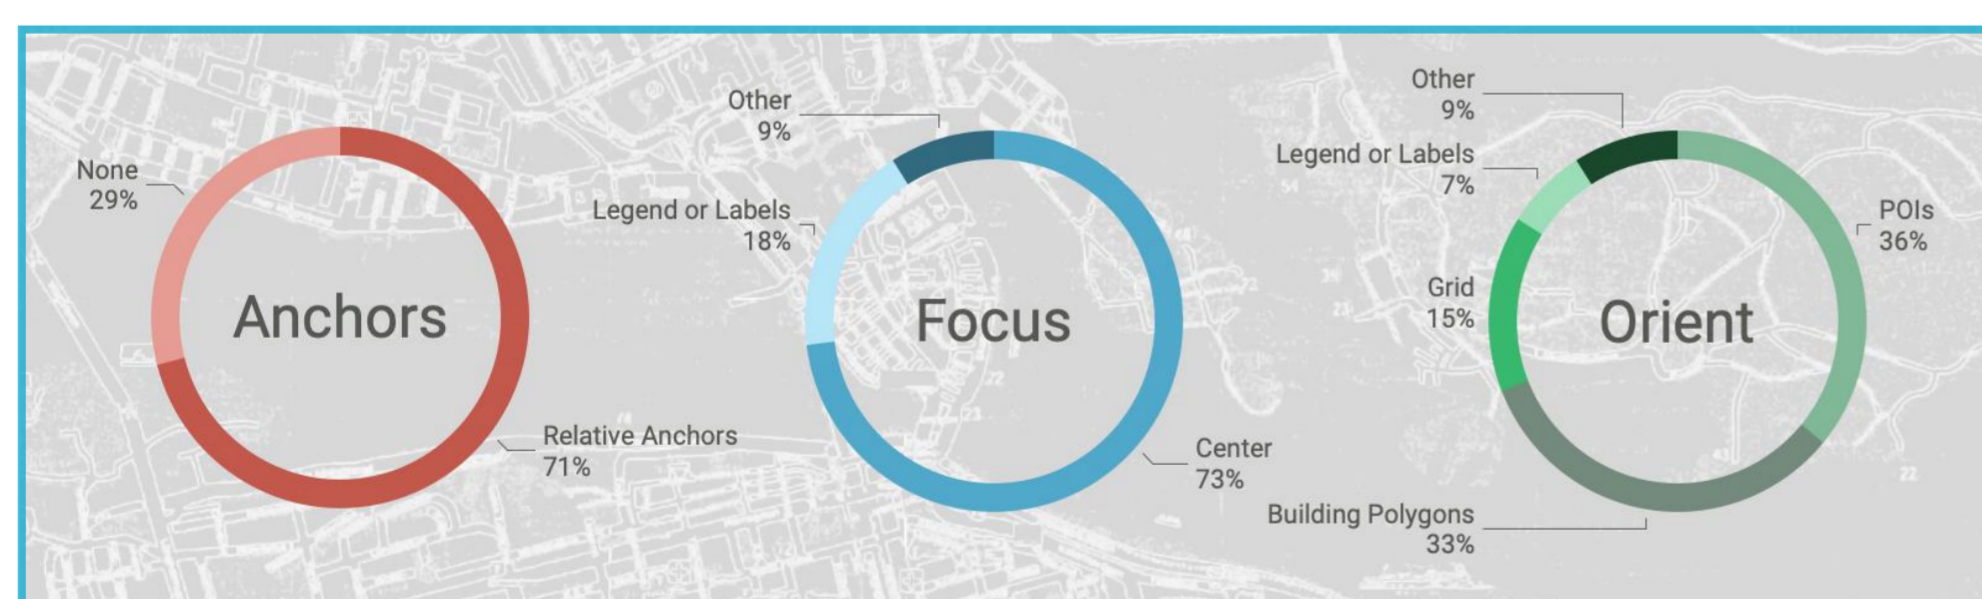 None
29%
Anchors
Relative Anchors
71%
Other
9%
Legend or Labels
18%
Focus
Center
73%
Other
9%
Legend or Labels
7%
Grid
15%
Orient
POIs
36%
Building Polygons
33%